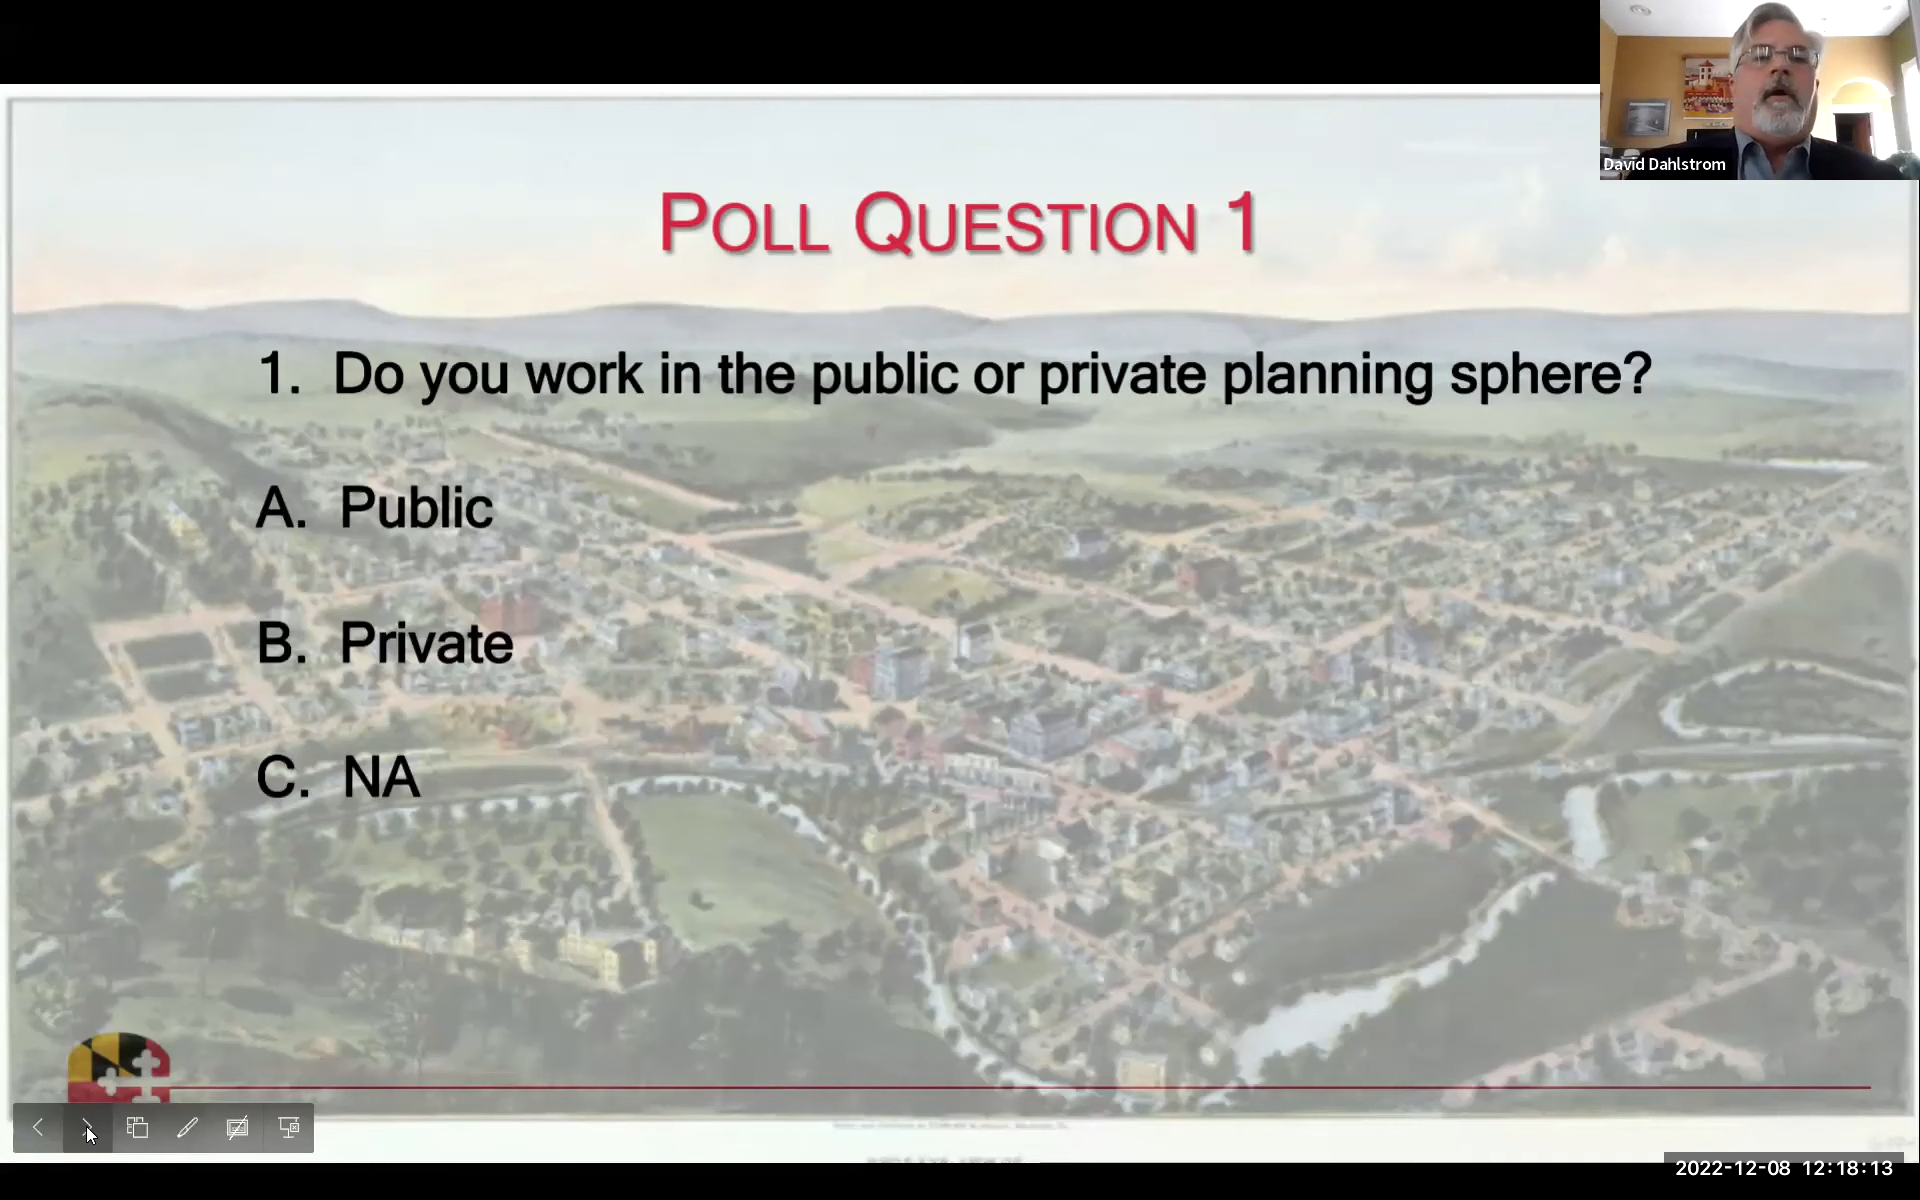 David Dahlstrom
POLL QUESTION 1
1. Do you work in the public or private planning sphere?
A. Public
B. Private
C. NA
2022-12-08 12:18:13